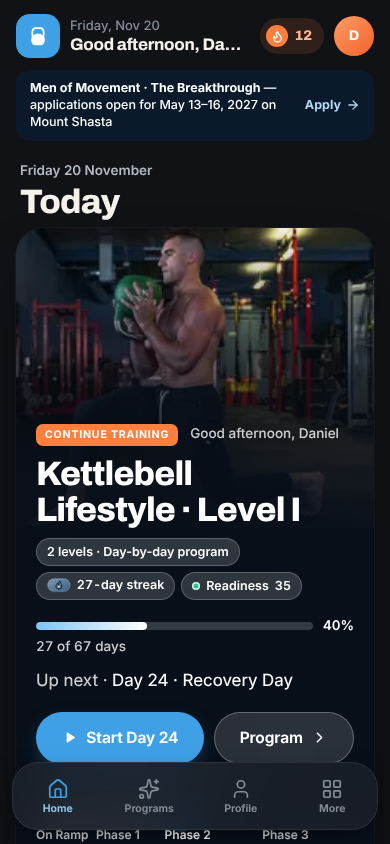 Friday, Nov 20
Good afternoon, Da...
12
D
Men of Movement · The Breakthrough —
applications open for May 13–16, 2027 on
Mount Shasta
Apply →
Friday 20 November
Today
CONTINUE TRAINING
Good afternoon, Daniel
Kettlebell
Lifestyle · Level I
2 levels · Day-by-day program
27-day streak
Readiness 35
40%
27 of 67 days
Up next · Day 24 · Recovery Day
Start Day 24
Program
Home
Programs
Profile
More
On Ramp
Phase 1
Phase 2
Phase 3